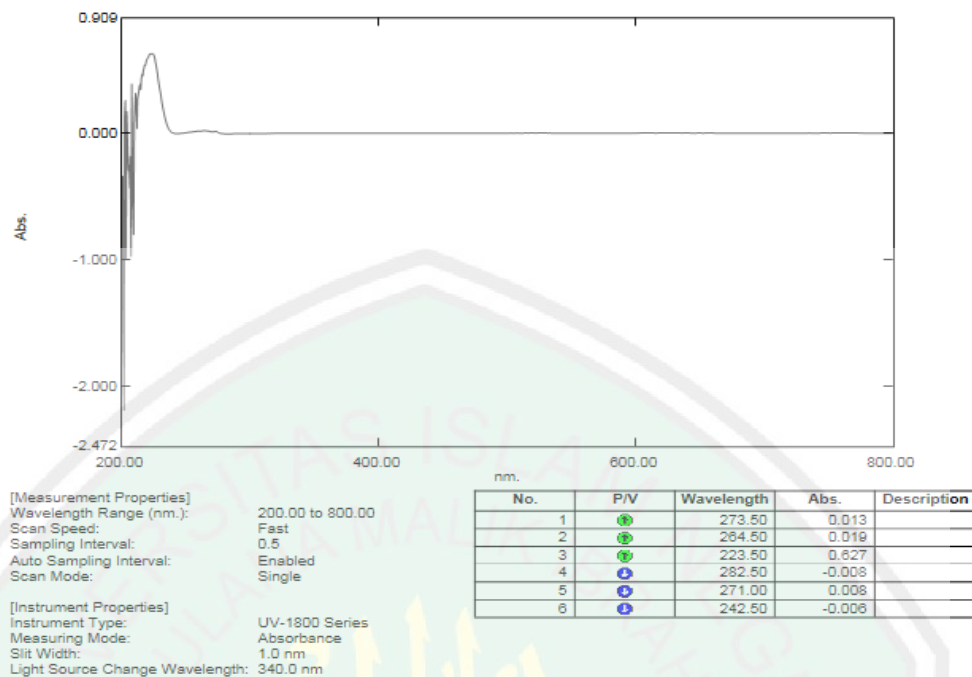 0.909
0.000
Abs.
-1.000
-2.000
-2.472
200.00 400.00 600.00 800.00
nm.
[Measurement Properties]
Wavelength Range (nm.): 200.00 to 800.00
Scan Speed: Fast
Sampling Interval: 0.5
Auto Sampling Interval: Enabled
Scan Mode: Single
[Instrument Properties]
Instrument Type: UV-1800 Series
Measuring Mode: Absorbance
Slit Width: 1.0 nm
Light Source Change Wavelength: 340.0 nm
No. P/V Wavelength Abs. Description
1 273.50 0.013
2 264.50 0.019
3 223.50 0.627
4 282.50 -0.008
5 271.00 0.008
6 242.50 -0.006